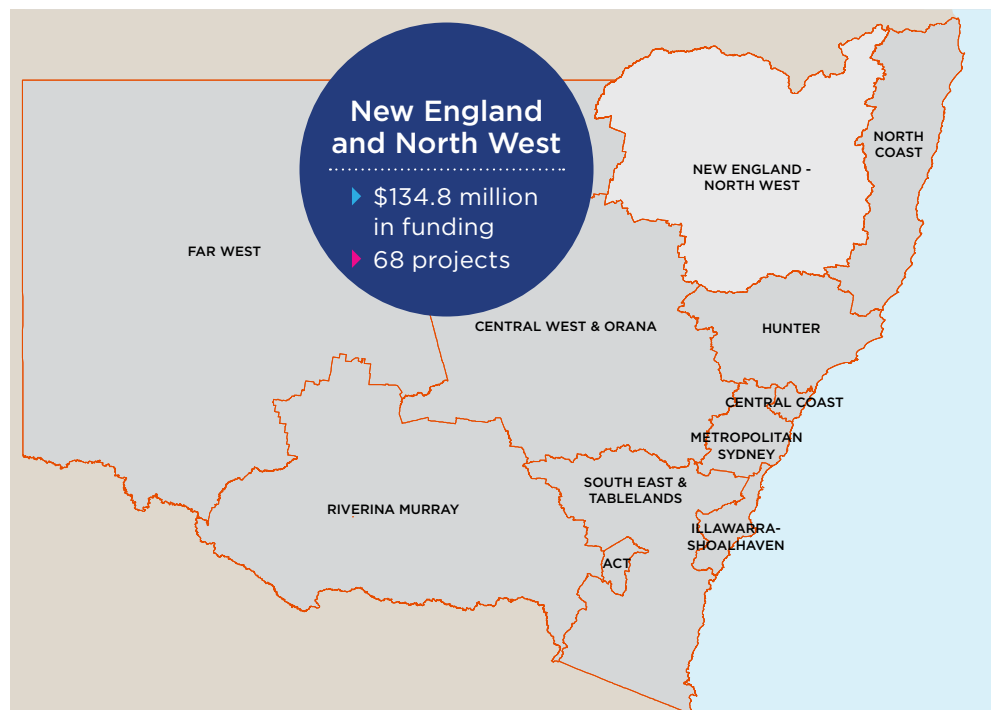 New England
and North West
$134.8 million
in funding
68 projects
NORTH
COAST
NEW ENGLAND -
NORTH WEST
FAR WEST
CENTRAL WEST & ORANA
HUNTER
CENTRAL COAST
METROPOLITAN
SYDNEY
SOUTH EAST &
TABLELANDS
RIVERINA MURRAY
ILLAWARRA-
SHOALHAVEN
ACT